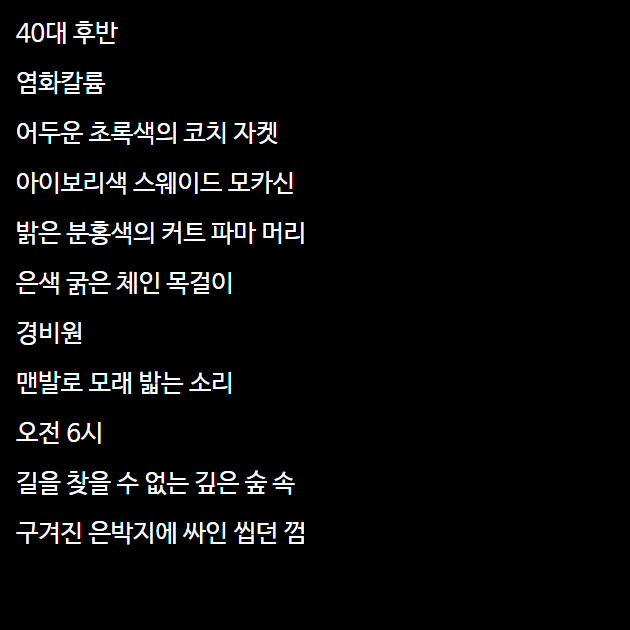 40대 후반
염화칼륨
어두운 초록색의 코치 자켓
아이보리색 스웨이드 모카신
밝은 분홍색의 커트 파마 머리
은색 굵은 체인 목걸이
경비원
맨발로 모래 밟는 소리
오전 6시
길을 찾을 수 없는 깊은 숲 속
구겨진 은박지에 싸인 씹던 껌